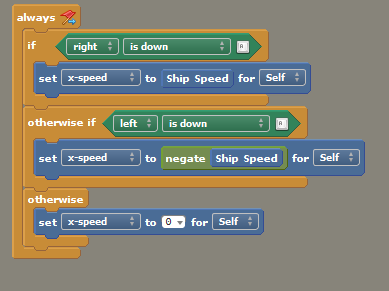 always
if right is down
set x-speed to Ship Speed for Self
otherwise if left is down
set x-speed to negate Ship Speed for Self
otherwise
set x-speed to 0 for Self